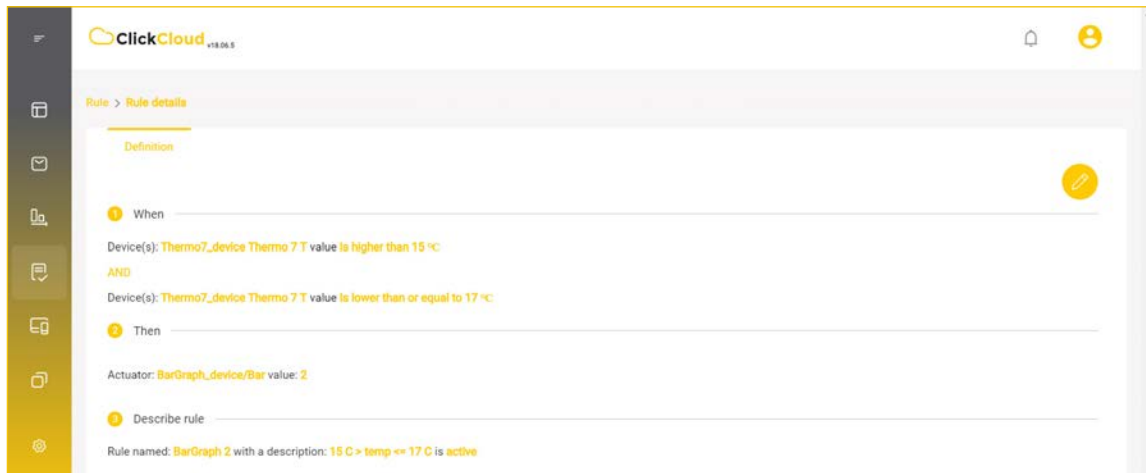 ClickCloud v18.06.5
Rule > Rule details
Definition
1 When
Device(s): Thermo7_device Thermo 7 T value is higher than 15 °C
AND
Device(s): Thermo7_device Thermo 7 T value is lower than or equal to 17 °C
2 Then
Actuator: BarGraph_device/Bar value: 2
3 Describe rule
Rule named: BarGraph 2 with a description: 15 C > temp <= 17 C is active